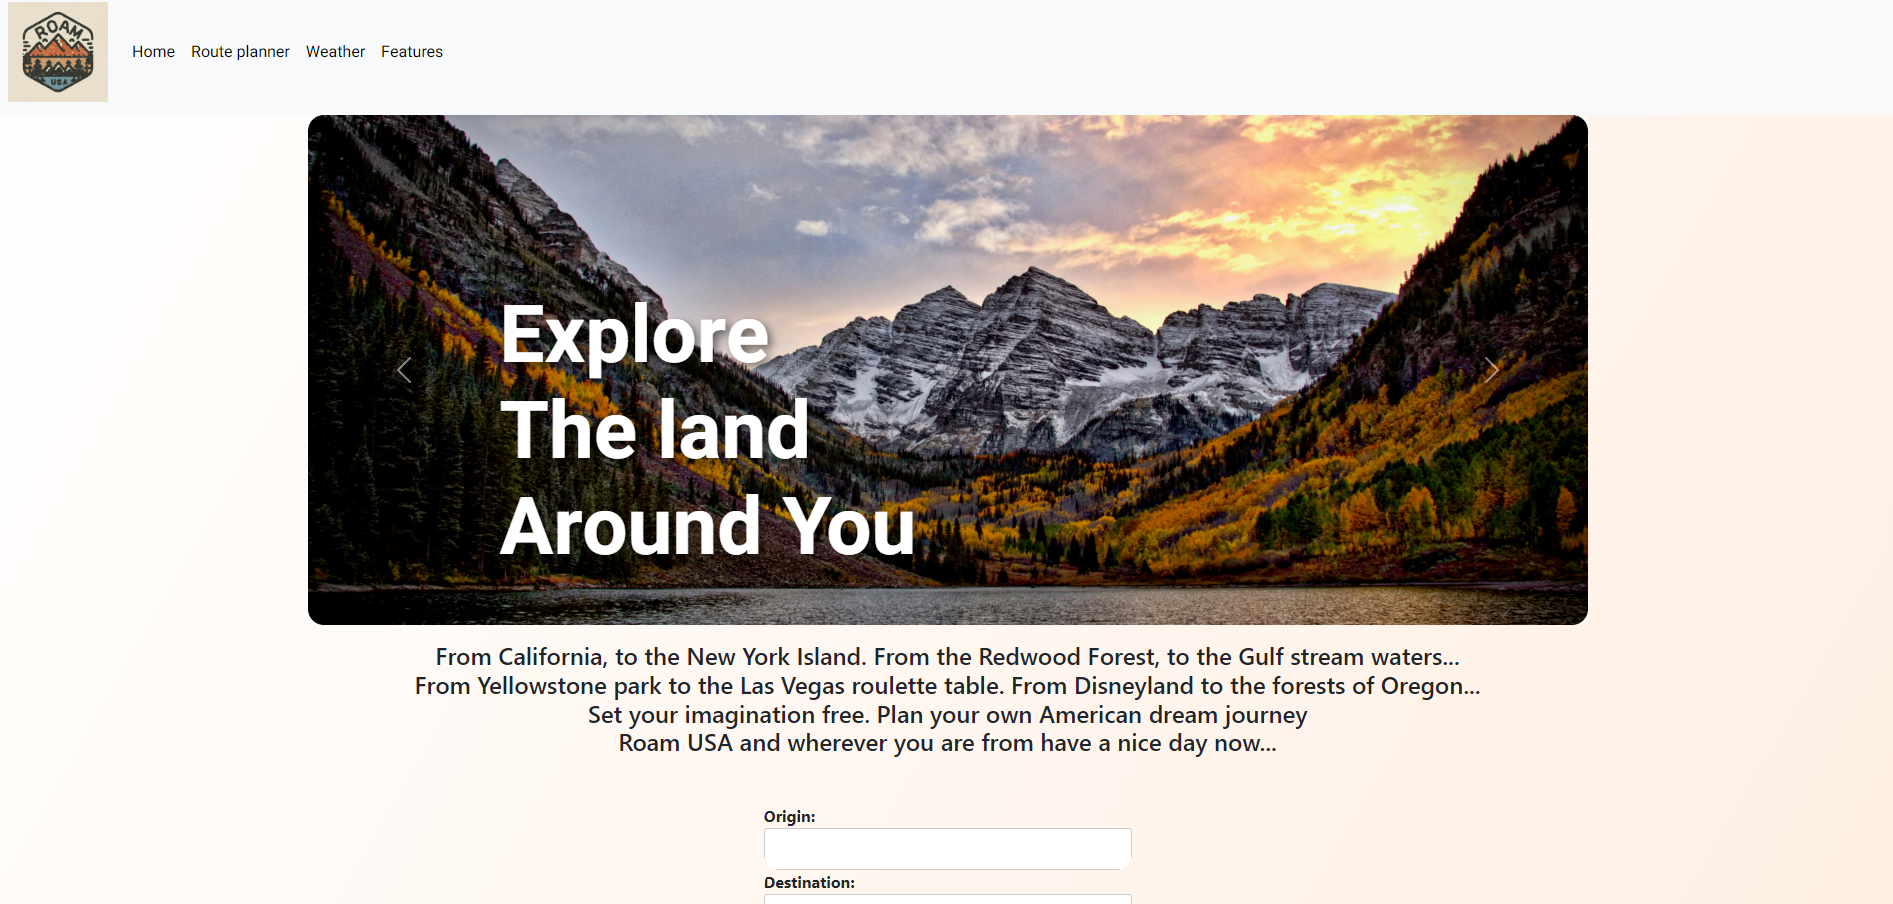 ROAM
USA
Home Route planner Weather Features
Explore
The land
Around You
From California, to the New York Island. From the Redwood Forest, to the Gulf stream waters...
From Yellowstone park to the Las Vegas roulette table. From Disneyland to the forests of Oregon...
Set your imagination free. Plan your own American dream journey
Roam USA and wherever you are from have a nice day now...
Origin:
Destination: